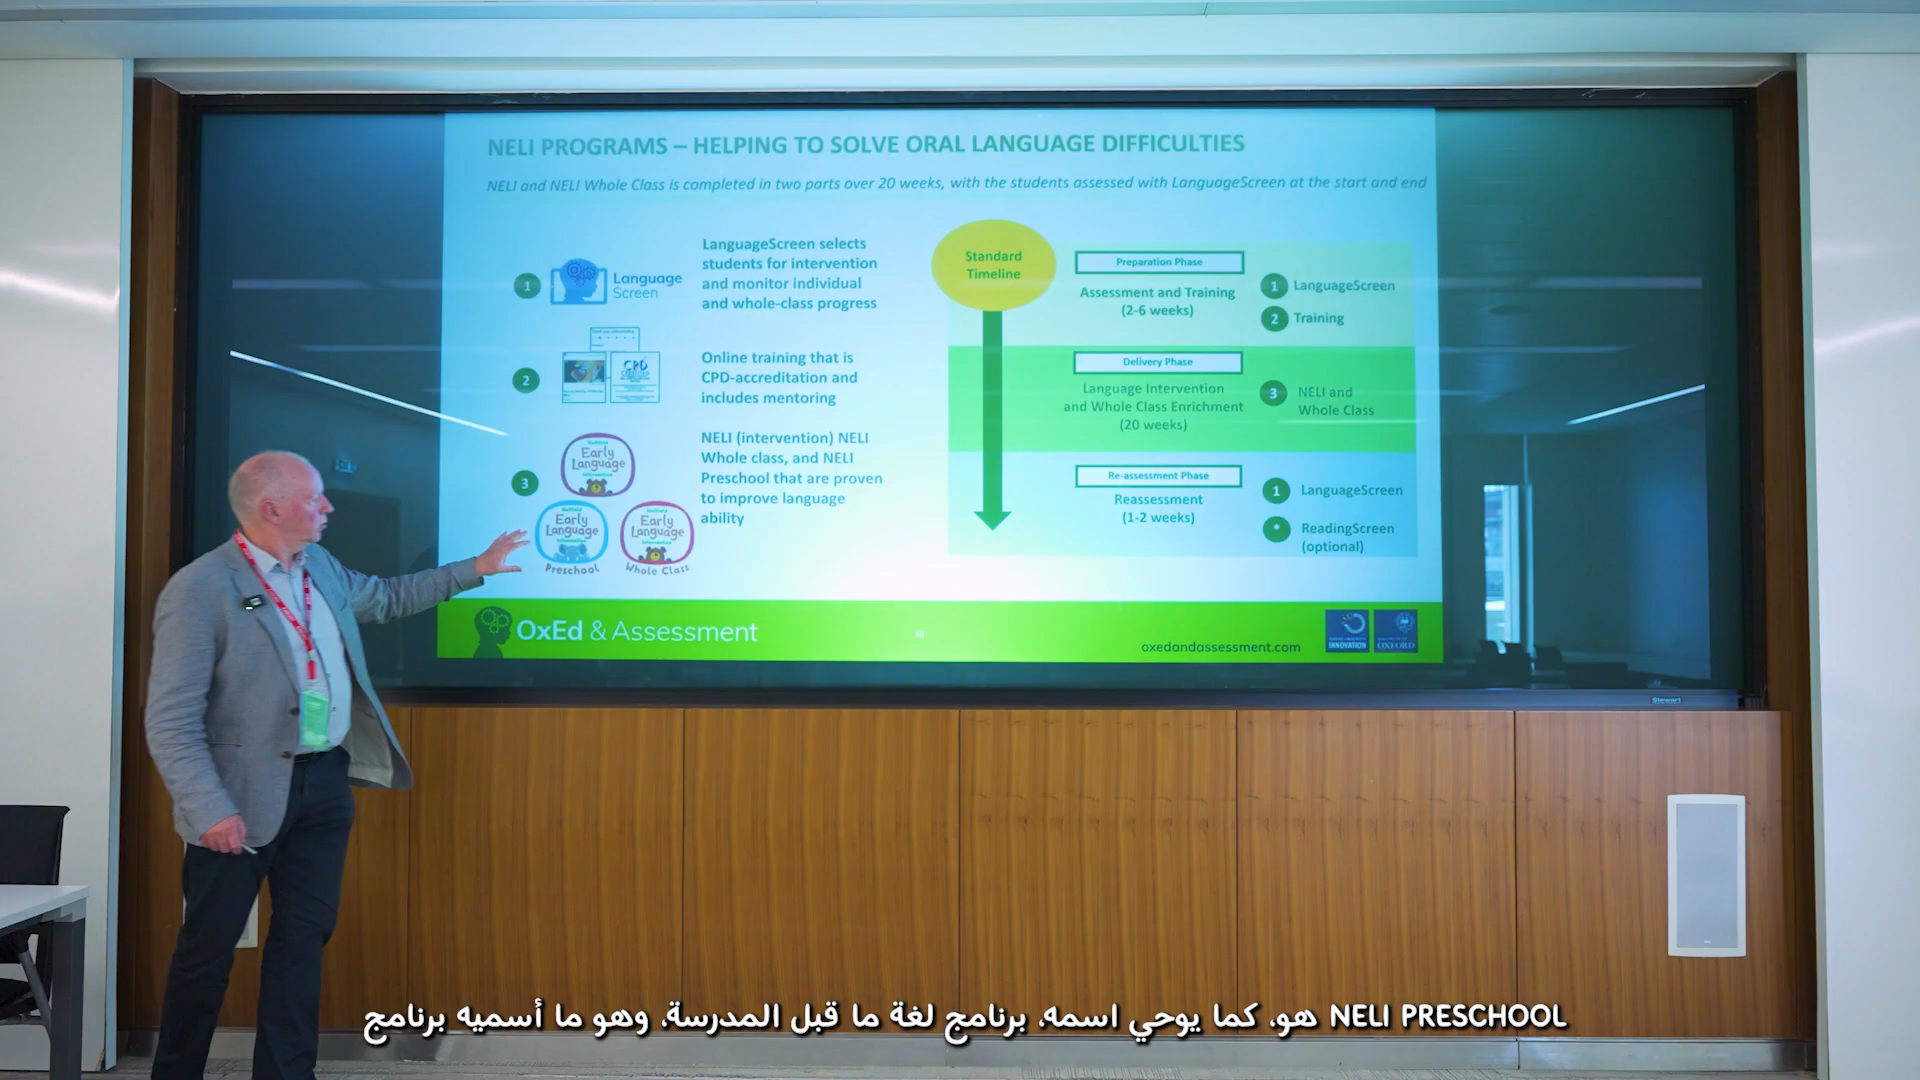 NELI PROGRAMS – HELPING TO SOLVE ORAL LANGUAGE DIFFICULTIES
NELI and NELI Whole Class is completed in two parts over 20 weeks, with the students assessed with LanguageScreen at the start and end
1
Language
Screen
LanguageScreen selects
students for intervention
and monitor individual
and whole-class progress
2
CPD
Online training that is
CPD-accreditation and
includes mentoring
3
Early
Language
Early
Language
Preschool
Early
Language
Whole Class
NELI (intervention) NELI
Whole class, and NELI
Preschool that are proven
to improve language
ability
Standard
Timeline
Preparation Phase
Assessment and Training
(2-6 weeks)
1 LanguageScreen
2 Training
Delivery Phase
Language Intervention
and Whole Class Enrichment
(20 weeks)
3 NELI and
Whole Class
Re-assessment Phase
Reassessment
(1-2 weeks)
1 LanguageScreen
* ReadingScreen
(optional)
OxEd & Assessment
oxedandassessment.com
INNOVATION
OXFORD
Stewart
NELI PRESCHOOL هو، كما يوحي اسمه، برنامج لغة ما قبل المدرسة، وهو ما أسميه برنامج